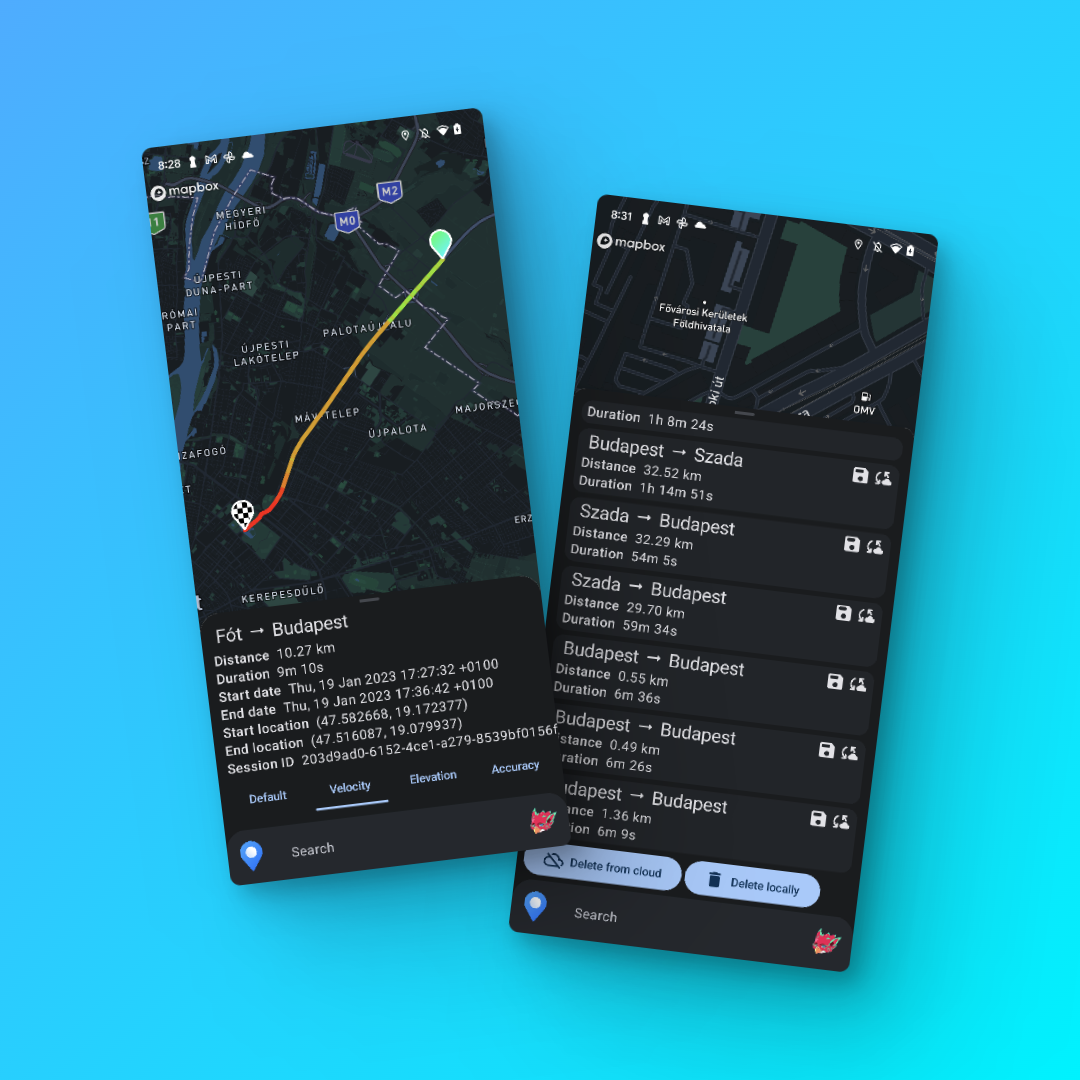 8:28
mapbox
M2
M0
1
MEGYERI
HÍDFŐ
ÚJPESTI
DUNA-PART
RÓMAI
PART
PALOTAÚJFALU
ÚJPESTI
LAKÓTELEP
MÁV TELEP
ÚJPALOTA
MAJORSZE
ZAFOGÓ
T
ERZ
KEREPESDŰLŐ
t
Fót → Budapest
Distance 10.27 km
Duration 9m 10s
Start date Thu, 19 Jan 2023 17:27:32 +0100
End date Thu, 19 Jan 2023 17:36:42 +0100
Start location (47.582668, 19.172377)
End location (47.516087, 19.079937)
Session ID 203d9ad0-6152-4ce1-a279-8539bf0156f
Default Velocity Elevation Accuracy
Search
8:31
mapbox
Fővárosi Kerületek
Földhivatala
oki út
OMV
Duration 1h 8m 24s
Budapest → Szada
Distance 32.52 km
Duration 1h 14m 51s
Szada → Budapest
Distance 32.29 km
Duration 54m 5s
Szada → Budapest
Distance 29.70 km
Duration 59m 34s
Budapest → Budapest
Distance 0.55 km
Duration 6m 36s
Budapest → Budapest
stance 0.49 km
ration 6m 26s
udapest → Budapest
ance 1.36 km
ion 6m 9s
Delete from cloud Delete locally
Search